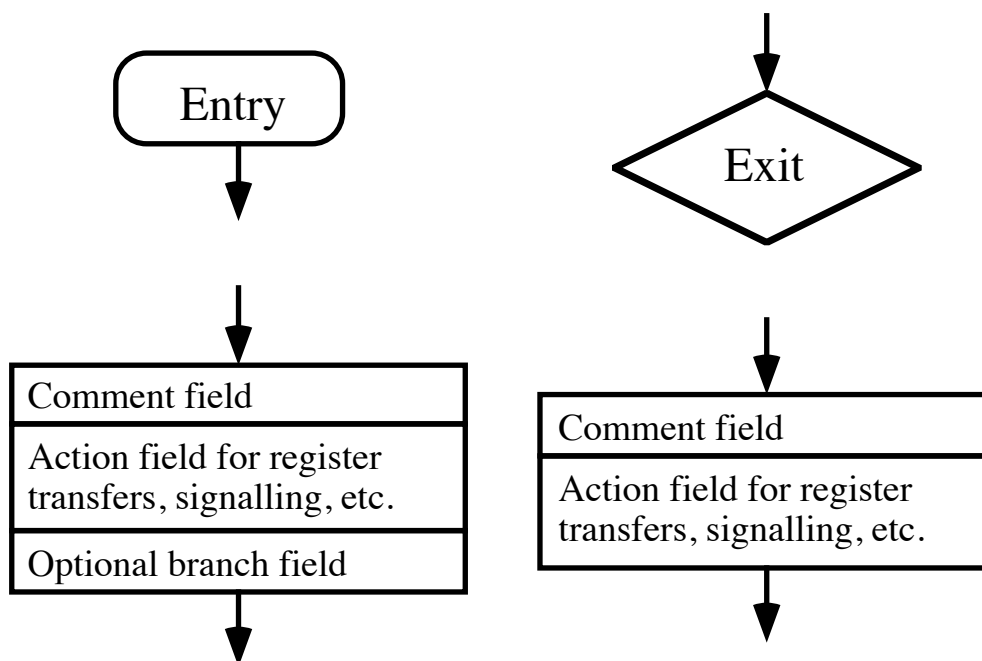 Entry
Exit
Comment field
Action field for register
transfers, signalling, etc.
Optional branch field
Comment field
Action field for register
transfers, signalling, etc.